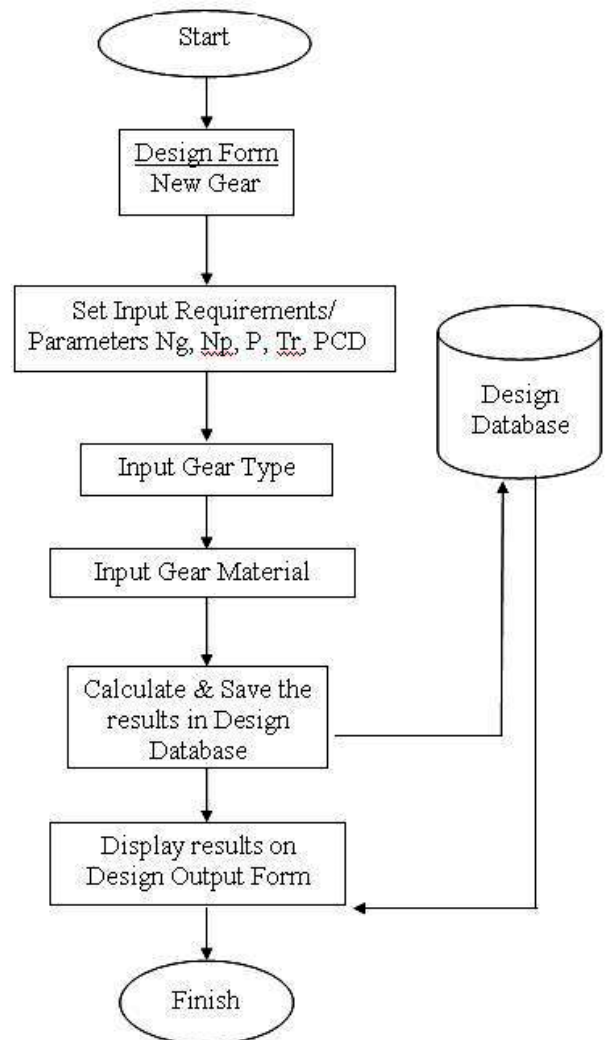 Start
Design Form
New Gear
Set Input Requirements/
Parameters Ng, Np, P, Tr, PCD
Design
Database
Input Gear Type
Input Gear Material
Calculate & Save the
results in Design
Database
Display results on
Design Output Form
Finish